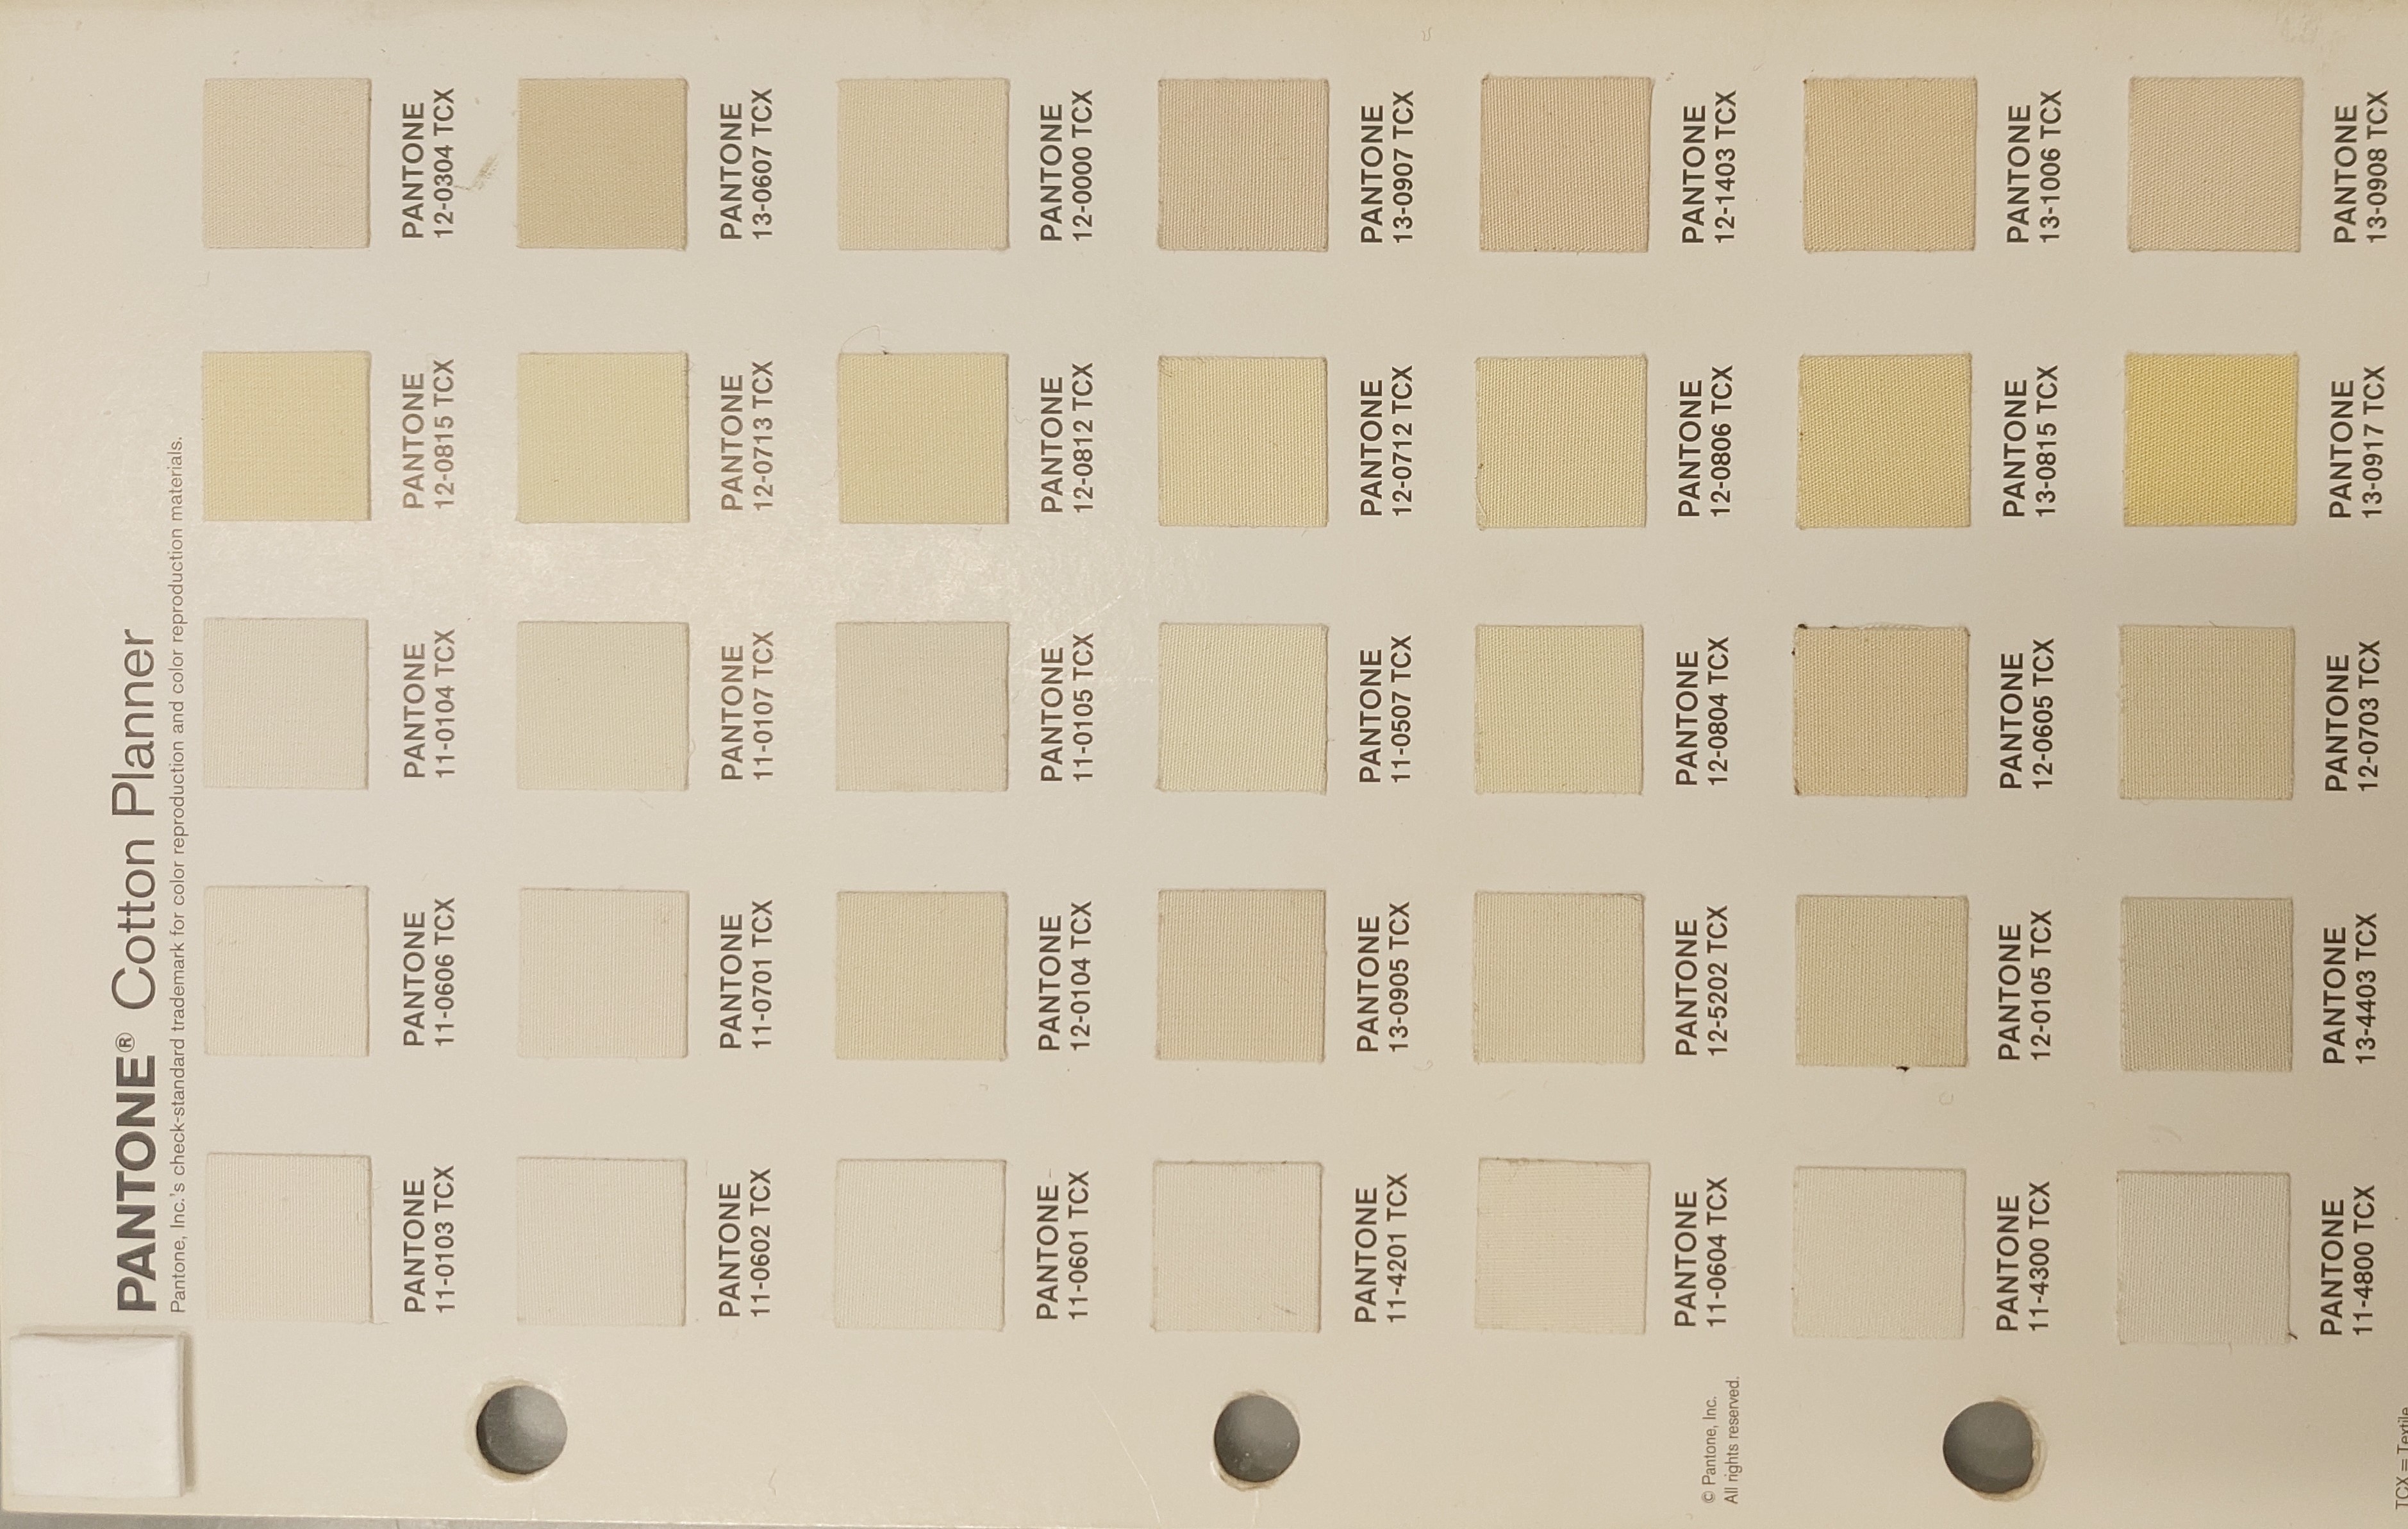 PANTONE® Cotton Planner
Pantone, Inc.'s check-standard trademark for color reproduction and color reproduction materials.
PANTONE PANTONE PANTONE PANTONE PANTONE
11-0103 TCX 11-0606 TCX 11-0104 TCX 12-0815 TCX 12-0304 TCX
PANTONE PANTONE PANTONE PANTONE PANTONE
11-0602 TCX 11-0701 TCX 11-0107 TCX 12-0713 TCX 13-0607 TCX
PANTONE PANTONE PANTONE PANTONE PANTONE
11-0601 TCX 12-0104 TCX 11-0105 TCX 12-0812 TCX 12-0000 TCX
PANTONE PANTONE PANTONE PANTONE PANTONE
11-4201 TCX 13-0905 TCX 11-0507 TCX 12-0712 TCX 13-0907 TCX
PANTONE PANTONE PANTONE PANTONE PANTONE
11-0604 TCX 12-5202 TCX 12-0804 TCX 12-0806 TCX 12-1403 TCX
© Pantone, Inc.
All rights reserved.
PANTONE PANTONE PANTONE PANTONE PANTONE
11-4300 TCX 12-0105 TCX 12-0605 TCX 13-0815 TCX 13-1006 TCX
PANTONE PANTONE PANTONE PANTONE PANTONE
11-4800 TCX 13-4403 TCX 12-0703 TCX 13-0917 TCX 13-0908 TCX
TCX = Textile